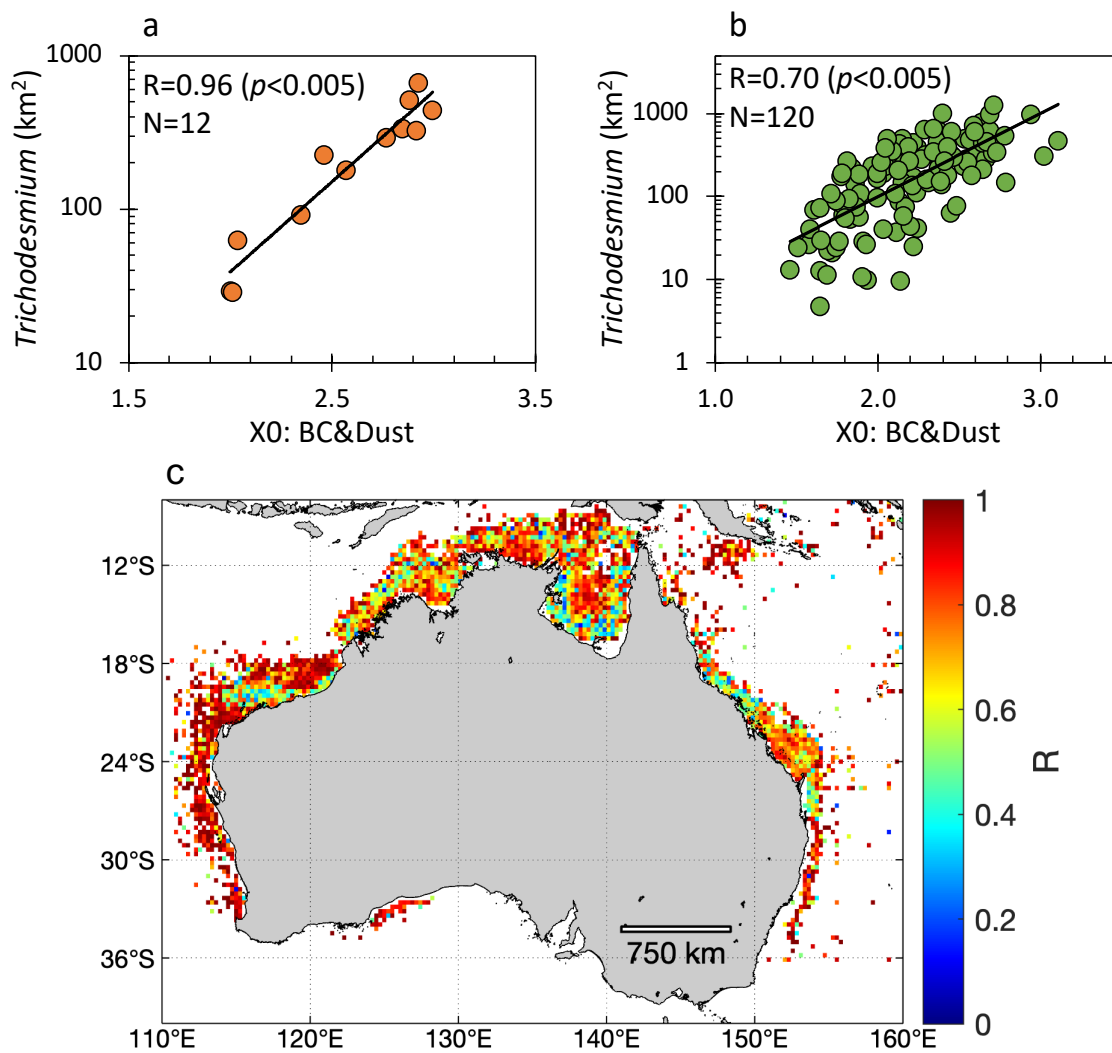 a
1000
100
10
Trichodesmium (km²)
R=0.96 (p<0.005)
N=12
1.5 2.5 3.5
X0: BC&Dust
b
1000
100
10
1
Trichodesmium (km²)
R=0.70 (p<0.005)
N=120
1.0 2.0 3.0
X0: BC&Dust
c
12°S
18°S
24°S
30°S
36°S
750 km
110°E 120°E 130°E 140°E 150°E 160°E
1
0.8
0.6
0.4
0.2
0
R